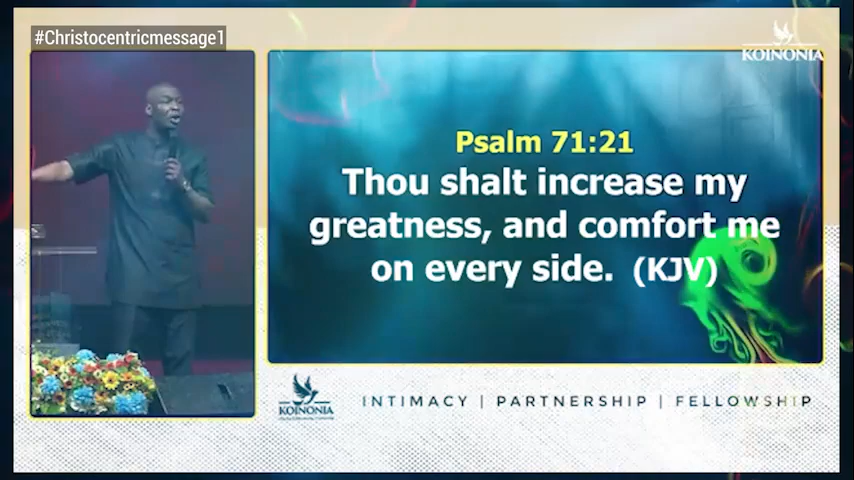 #Christocentricmessage1
KOINONIA
Psalm 71:21
Thou shalt increase my
greatness, and comfort me
on every side. (KJV)
KOINONIA
INTIMACY | PARTNERSHIP | FELLOWSHIP